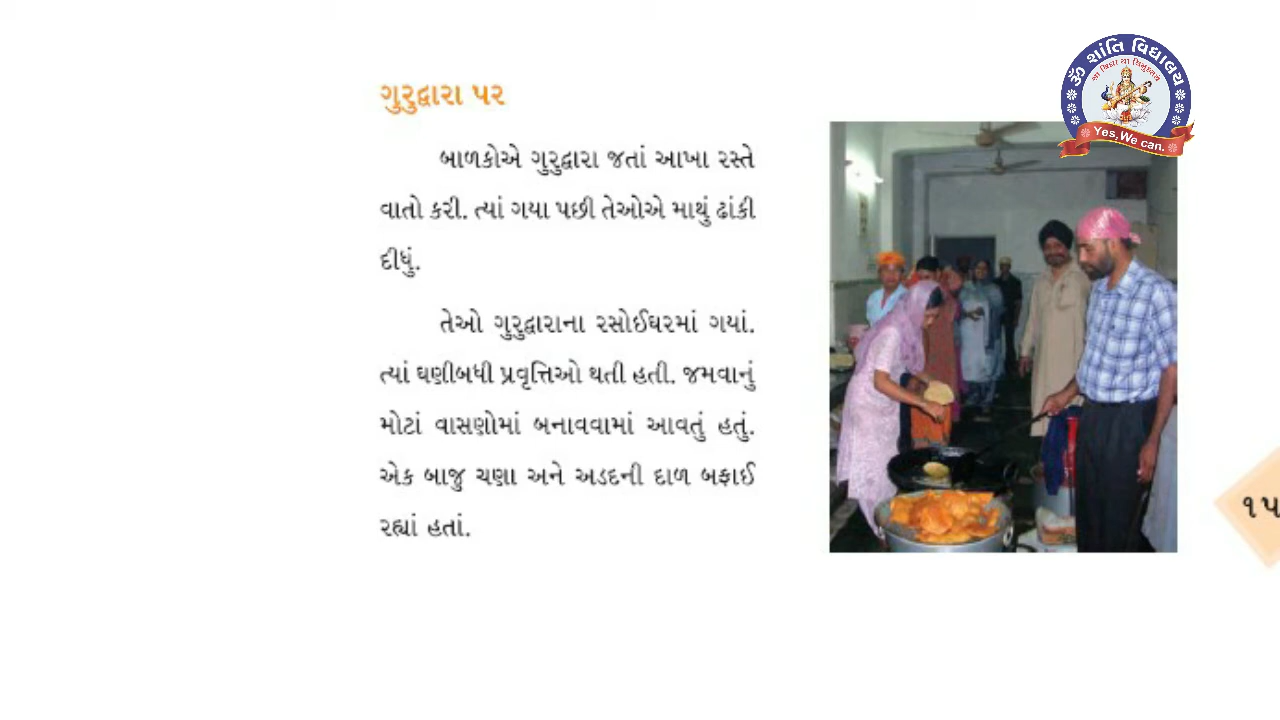 ૐ શાંતિ વિદ્યાલય
Yes, We can.
ગુરુદ્વારા પર
બાળકોએ ગુરુદ્વારા જતાં આખા રસ્તે
વાતો કરી. ત્યાં ગયા પછી તેઓએ માથું ઢાંકી
દીધું.
તેઓ ગુરુદ્વારાના રસોઈઘરમાં ગયાં.
ત્યાં ઘણીબધી પ્રવૃત્તિઓ થતી હતી. જમવાનું
મોટાં વાસણોમાં બનાવવામાં આવતું હતું.
એક બાજુ ચણા અને અડદની દાળ બફાઈ
રહ્યાં હતાં.
૧૫